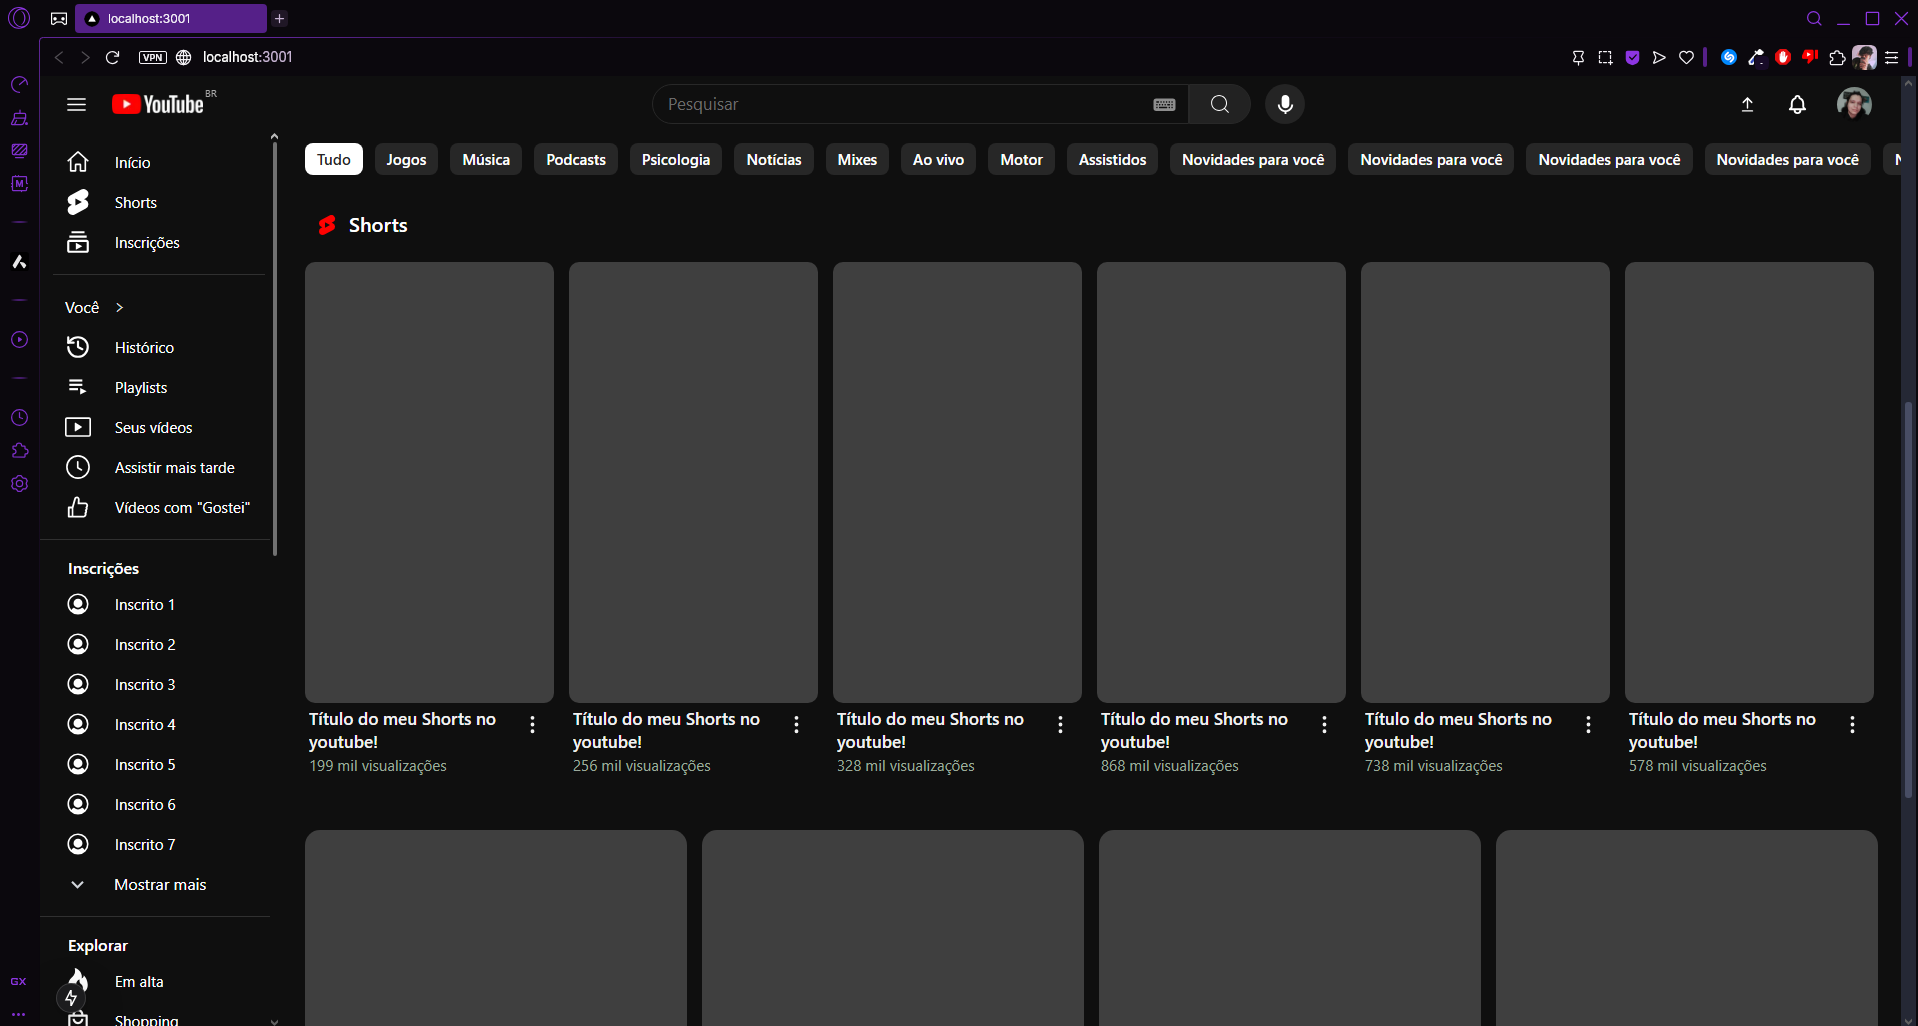 localhost:3001
VPN
localhost:3001
YouTube BR
Pesquisar
Início
Shorts
Inscrições
Você
Histórico
Playlists
Seus vídeos
Assistir mais tarde
Vídeos com "Gostei"
Inscrições
Inscrito 1
Inscrito 2
Inscrito 3
Inscrito 4
Inscrito 5
Inscrito 6
Inscrito 7
Mostrar mais
Explorar
Em alta
Shopping
GX
M
Tudo Jogos Música Podcasts Psicologia Notícias Mixes Ao vivo Motor Assistidos Novidades para você Novidades para você Novidades para você Novidades para você N
Shorts
Título do meu Shorts no
youtube!
199 mil visualizações
Título do meu Shorts no
youtube!
256 mil visualizações
Título do meu Shorts no
youtube!
328 mil visualizações
Título do meu Shorts no
youtube!
868 mil visualizações
Título do meu Shorts no
youtube!
738 mil visualizações
Título do meu Shorts no
youtube!
578 mil visualizações